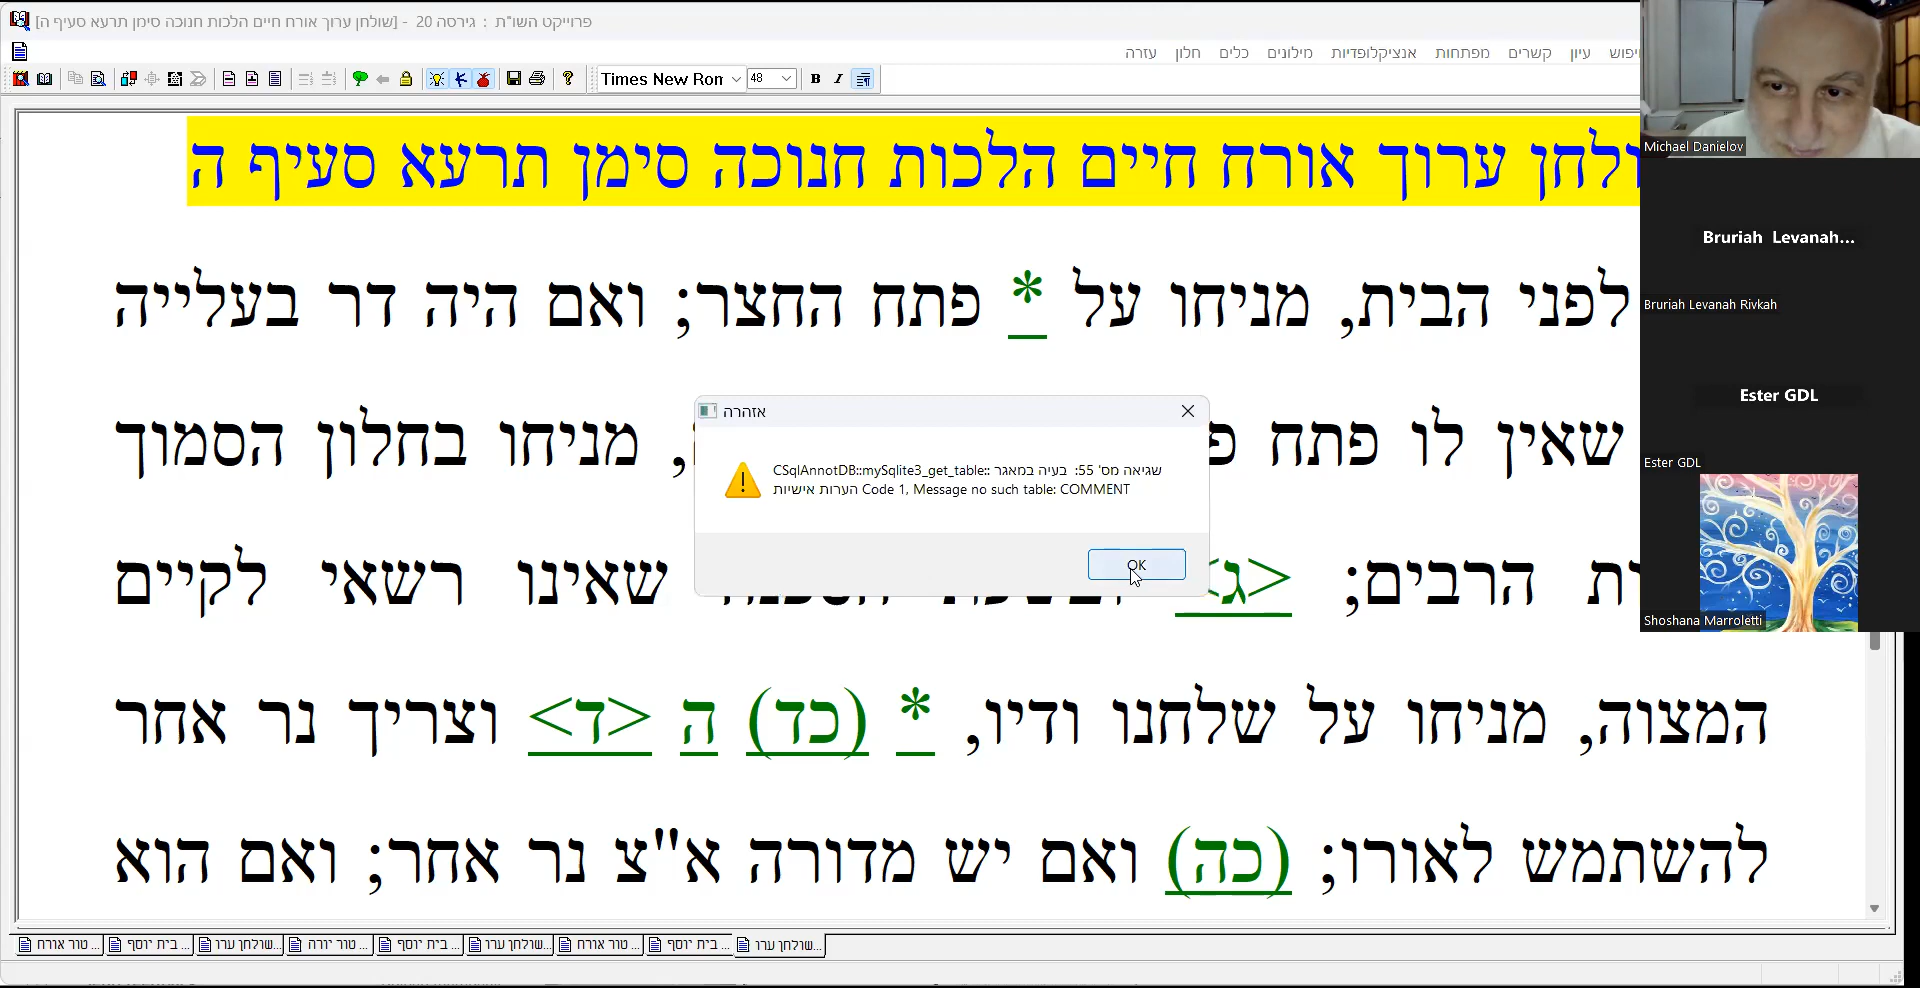 פרוייקט השו"ת : גירסה 20 - [שולחן ערוך אורח חיים הלכות חנוכה סימן תרעא סעיף ה]
עיון קשרים מפתחות אנציקלופדיות מילונים כלים חלון עזרה
Times New Ron 48 B I
ערוך אורח חיים הלכות חנוכה סימן תרעא סעיף ה
לפני הבית, מניחו על * פתח החצר; ואם היה דר בעלייה
שאין לו פתח מניחו בחלון הסמוך
הרבים; <ג> שאינו רשאי לקיים
המצוה, מניחו על שלחנו ודיו, * (כד) ה <ד> וצריך נר אחר
להשתמש לאורו; (כה) ואם יש מדורה א"צ נר אחר; ואם הוא
אזהרה
שגיאה מס' 55: בעיה במאגר CSqlAnnotDB::mySqlite3_get_table::
הערות אישיות Code 1, Message no such table: COMMENT
OK
Michael Danielov
Bruriah Levanah...
Bruriah Levanah Rivkah
Ester GDL
Ester GDL
Shoshana Marroletti
טור אורח ...
בית יוסף ...
שולחן ערו...
טור יורה ...
בית יוסף ...
שולחן ערו...
טור אורח ...
בית יוסף ...
שולחן ערו...